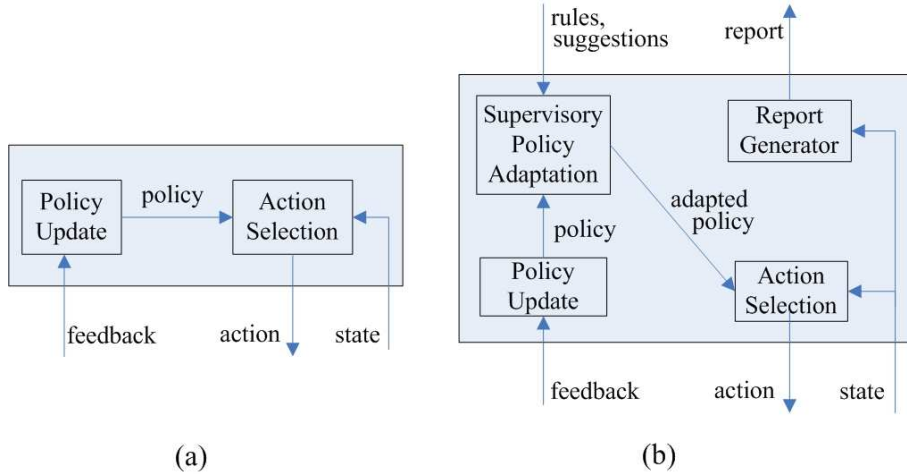 Policy
Update
policy
Action
Selection
feedback
action
state
(a)
rules,
suggestions
report
Supervisory
Policy
Adaptation
Report
Generator
adapted
policy
policy
Policy
Update
Action
Selection
feedback
action
state
(b)